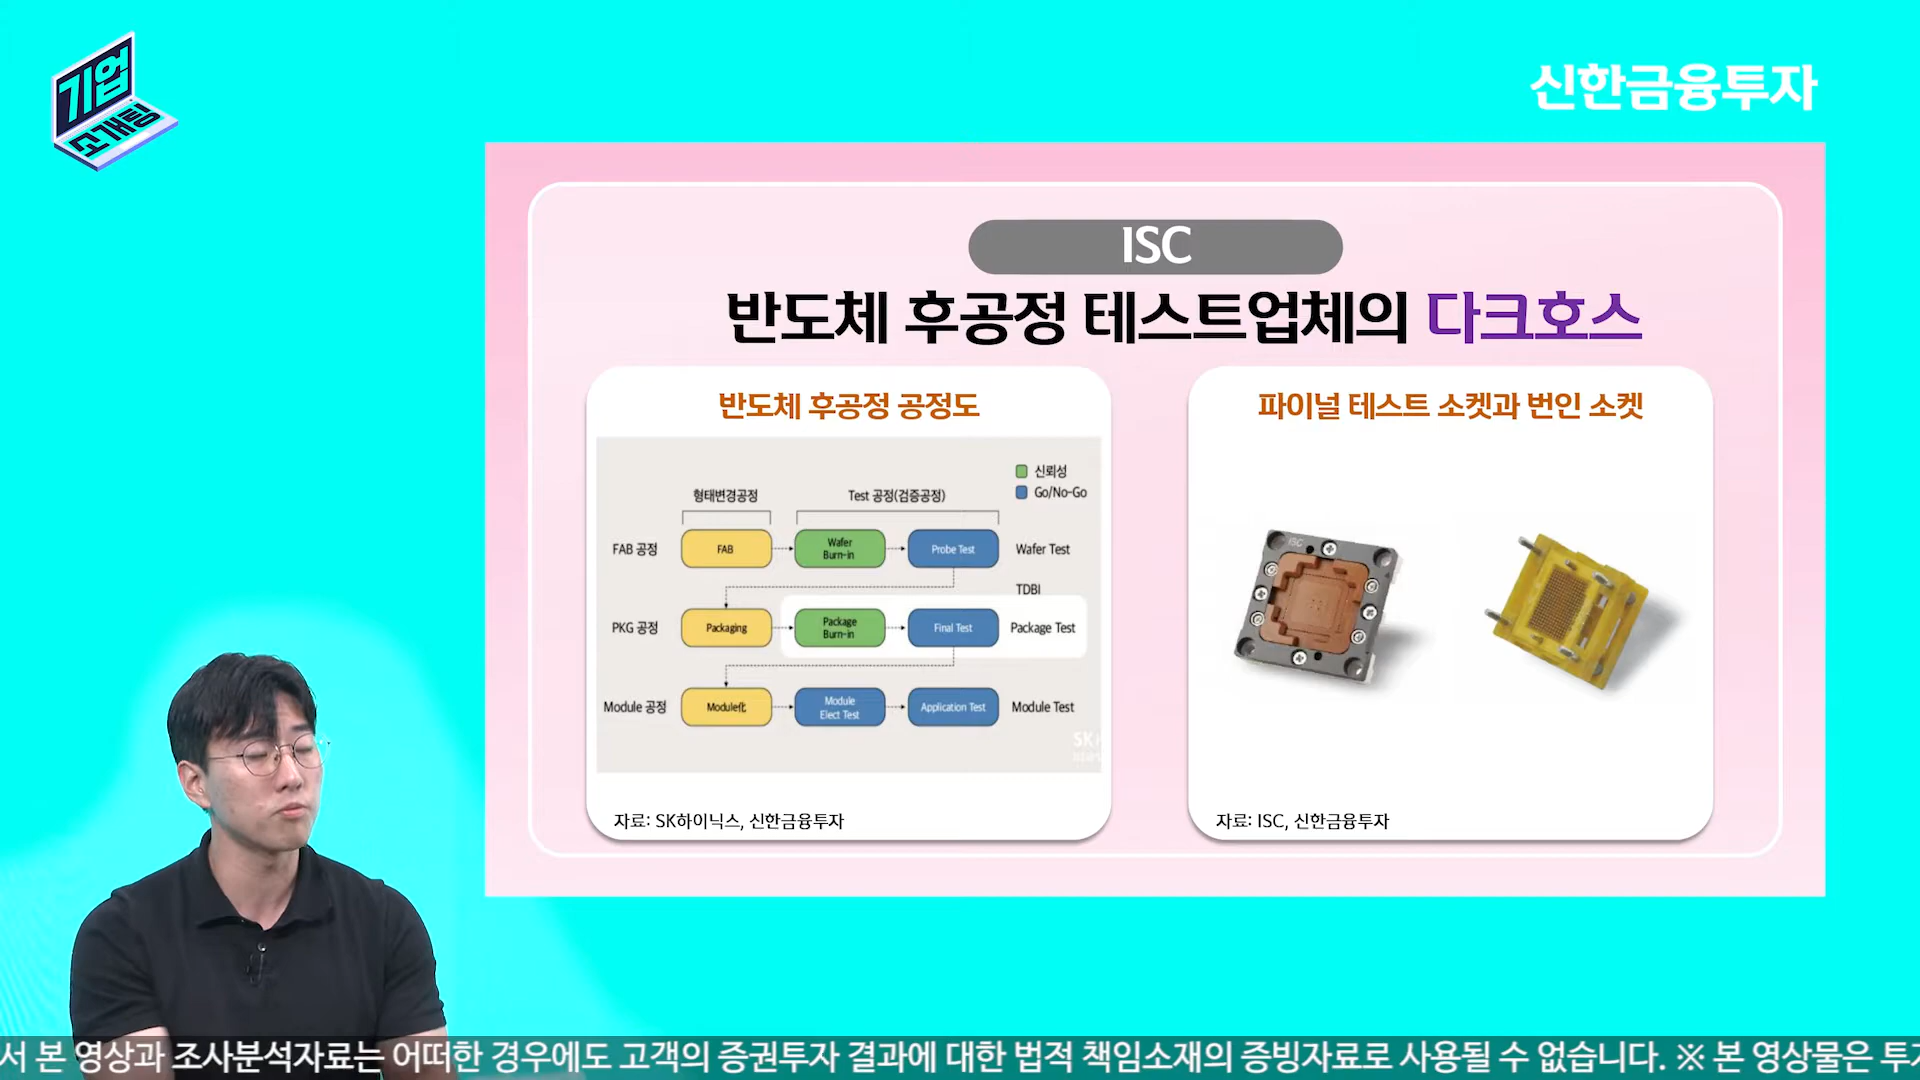 기업
소개팅
신한금융투자
ISC
반도체 후공정 테스트업체의 다크호스
반도체 후공정 공정도
신뢰성
Go/No-Go
형태변경공정
Test 공정(검증공정)
FAB 공정
FAB
Wafer
Burn-in
Probe Test
Wafer Test
TDBI
PKG 공정
Packaging
Package
Burn-in
Final Test
Package Test
Module 공정
Module化
Module
Elect Test
Application Test
Module Test
SK
자료: SK하이닉스, 신한금융투자
파이널 테스트 소켓과 번인 소켓
ISC
자료: ISC, 신한금융투자
서 본 영상과 조사분석자료는 어떠한 경우에도 고객의 증권투자 결과에 대한 법적 책임소재의 증빙자료로 사용될 수 없습니다. ※ 본 영상물은 투자